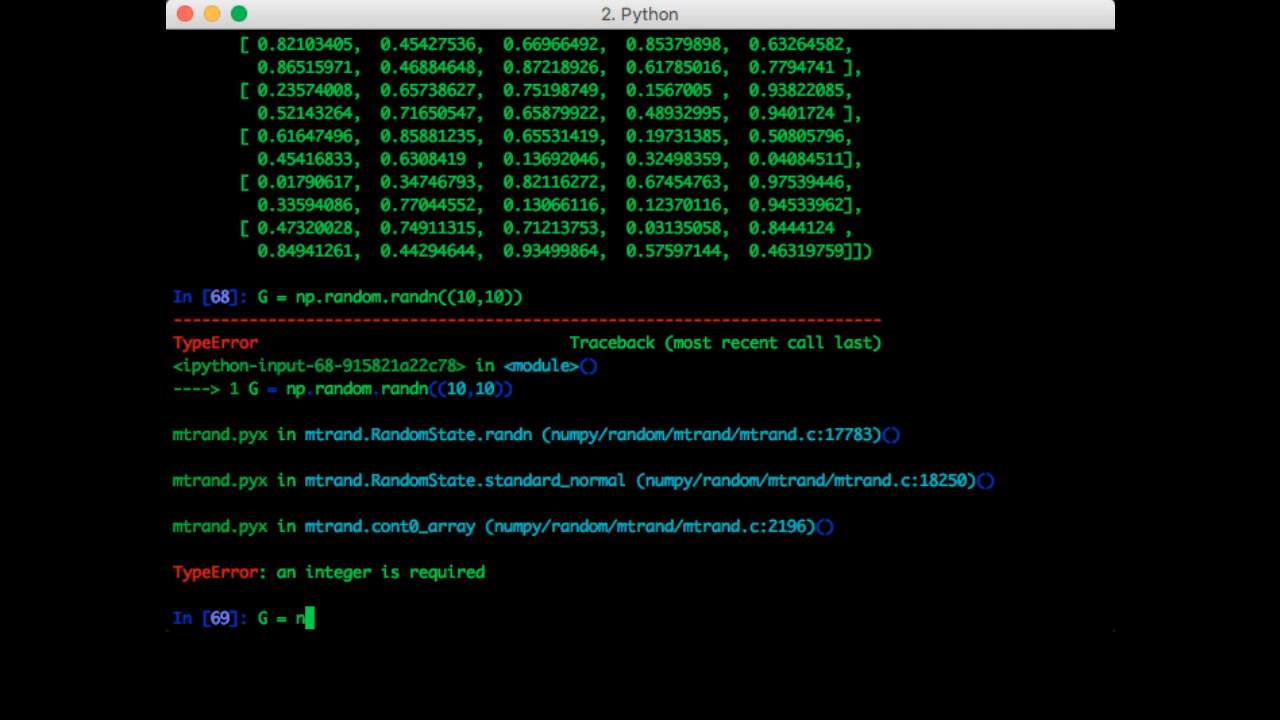 2. Python
[ 0.82103405, 0.45427536, 0.66966492, 0.85379898, 0.63264582,
0.86515971, 0.46884648, 0.87218926, 0.61785016, 0.7794741 ],
[ 0.23574008, 0.65738627, 0.75198749, 0.1567005 , 0.93822085,
0.52143264, 0.71650547, 0.65879922, 0.48932995, 0.9401724 ],
[ 0.61647496, 0.85881235, 0.65531419, 0.19731385, 0.50805796,
0.45416833, 0.6308419 , 0.13692046, 0.32498359, 0.04084511],
[ 0.01790617, 0.34746793, 0.82116272, 0.67454763, 0.97539446,
0.33594086, 0.77044552, 0.13066116, 0.12370116, 0.94533962],
[ 0.47320028, 0.74911315, 0.71213753, 0.03135058, 0.8444124 ,
0.84941261, 0.44294644, 0.93499864, 0.57597144, 0.46319759]])
In [68]: G = np.random.randn((10,10))
---------------------------------------------------------------------------
TypeError Traceback (most recent call last)
<ipython-input-68-915821a22c78> in <module>()
----> 1 G = np.random.randn((10,10))
mtrand.pyx in mtrand.RandomState.randn (numpy/random/mtrand/mtrand.c:17783)()
mtrand.pyx in mtrand.RandomState.standard_normal (numpy/random/mtrand/mtrand.c:18250)()
mtrand.pyx in mtrand.cont0_array (numpy/random/mtrand/mtrand.c:2196)()
TypeError: an integer is required
In [69]: G = n